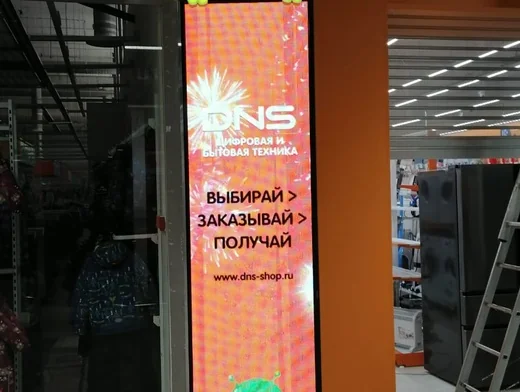 DNS
ЦИФРОВАЯ И
БЫТОВАЯ ТЕХНИКА
ВЫБИРАЙ >
ЗАКАЗЫВАЙ >
ПОЛУЧАЙ
www.dns-shop.ru